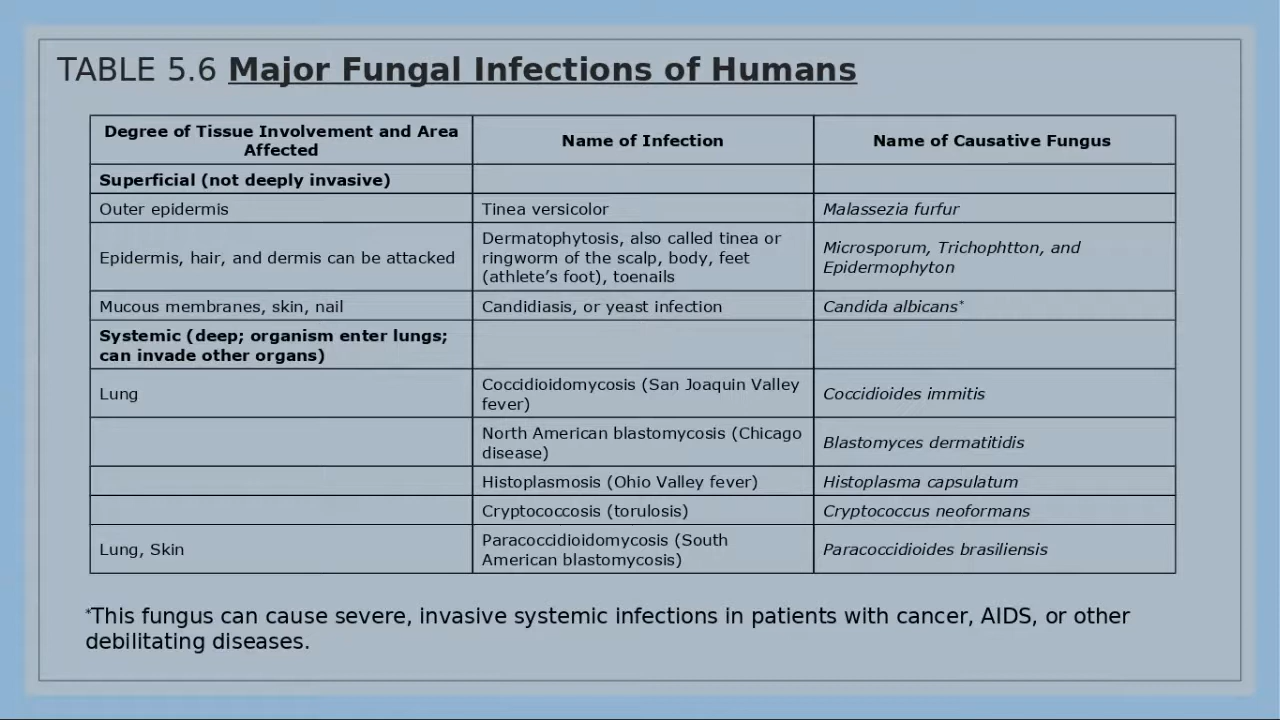 TABLE 5.6 Major Fungal Infections of Humans
Degree of Tissue Involvement and Area
Affected
Name of Infection
Name of Causative Fungus
Superficial (not deeply invasive)
Outer epidermis
Tinea versicolor
Malassezia furfur
Epidermis, hair, and dermis can be attacked
Dermatophytosis, also called tinea or
ringworm of the scalp, body, feet
(athlete’s foot), toenails
Microsporum, Trichophtton, and
Epidermophyton
Mucous membranes, skin, nail
Candidiasis, or yeast infection
Candida albicans*
Systemic (deep; organism enter lungs;
can invade other organs)
Lung
Coccidioidomycosis (San Joaquin Valley
fever)
Coccidioides immitis
North American blastomycosis (Chicago
disease)
Blastomyces dermatitidis
Histoplasmosis (Ohio Valley fever)
Histoplasma capsulatum
Cryptococcosis (torulosis)
Cryptococcus neoformans
Lung, Skin
Paracoccidioidomycosis (South
American blastomycosis)
Paracoccidioides brasiliensis
*This fungus can cause severe, invasive systemic infections in patients with cancer, AIDS, or other
debilitating diseases.